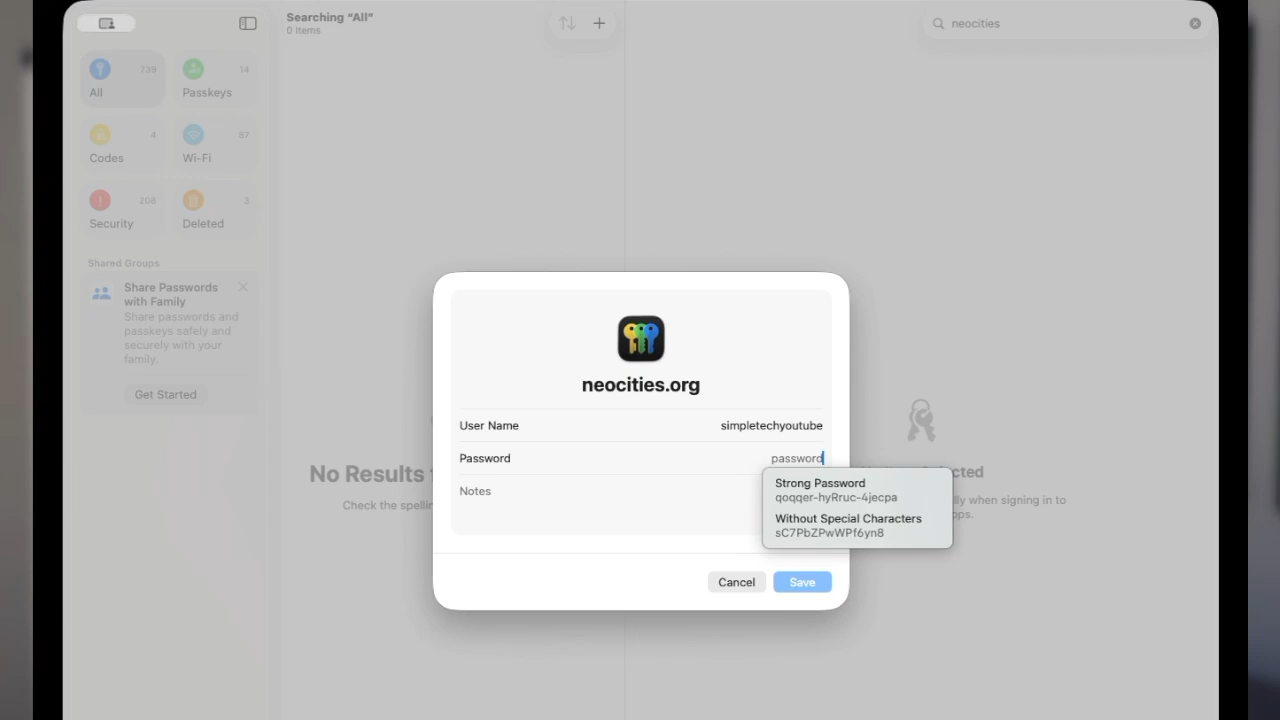 Searching “All”
0 Items
neocities
739
All
14
Passkeys
4
Codes
87
Wi-Fi
208
Security
3
Deleted
Shared Groups
Share Passwords
with Family
Share passwords and
passkeys safely and
securely with your
family.
Get Started
No Results
Check the
lly when signing in to
neocities.org
User Name
simpletechyoutube
Password
password
Notes
Strong Password
qoqqer-hyRruc-4jecpa
Without Special Characters
sC7PbZPwWPf6yn8
Cancel
Save